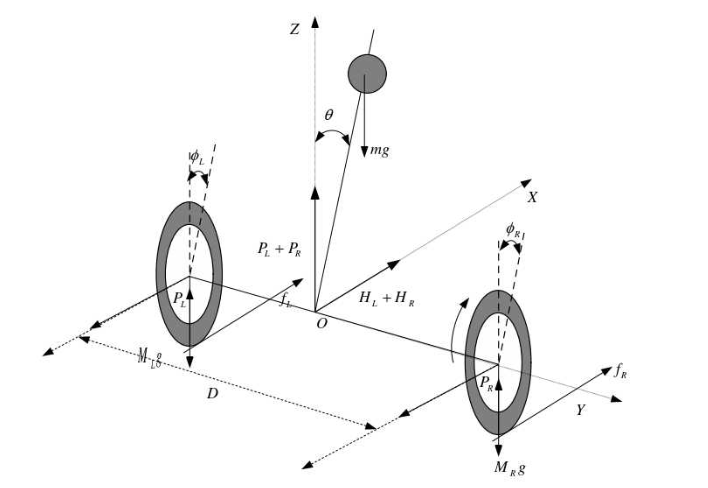 Z
θ
mg
ϕ_L
X
ϕ_R
P_L + P_R
H_L + H_R
P_L
f_L
O
M_L g
D
P_R
f_R
Y
M_R g